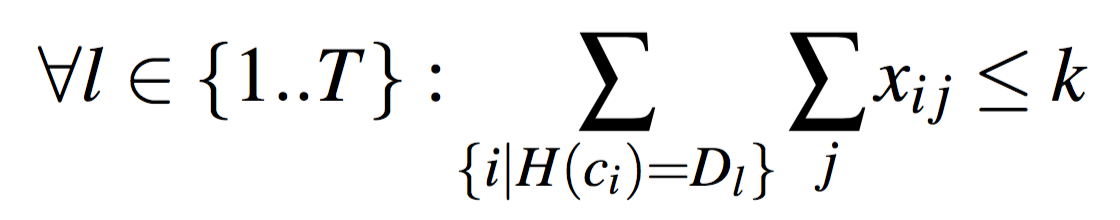 ∀l ∈ {1..T} : ∑_{{i|H(c_i)=D_l}} ∑_j x_{ij} ≤ k